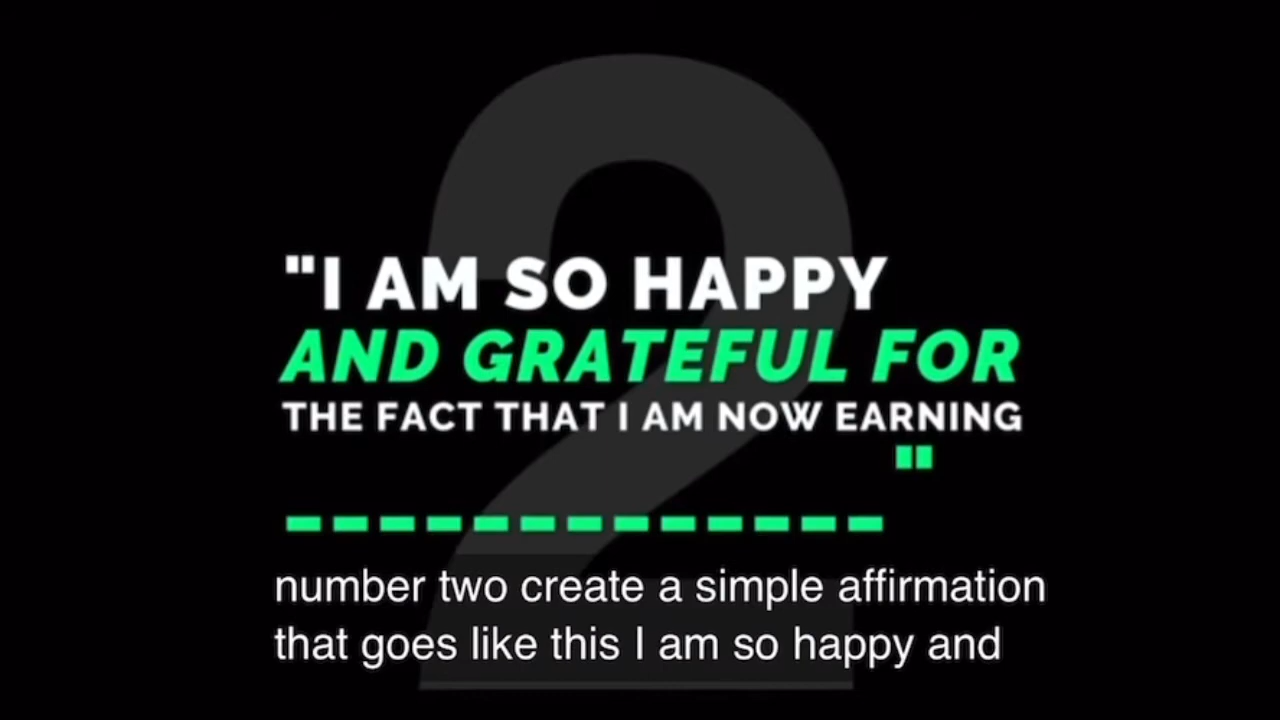 2
"I AM SO HAPPY
AND GRATEFUL FOR
THE FACT THAT I AM NOW EARNING
_____________"
number two create a simple affirmation
that goes like this I am so happy and